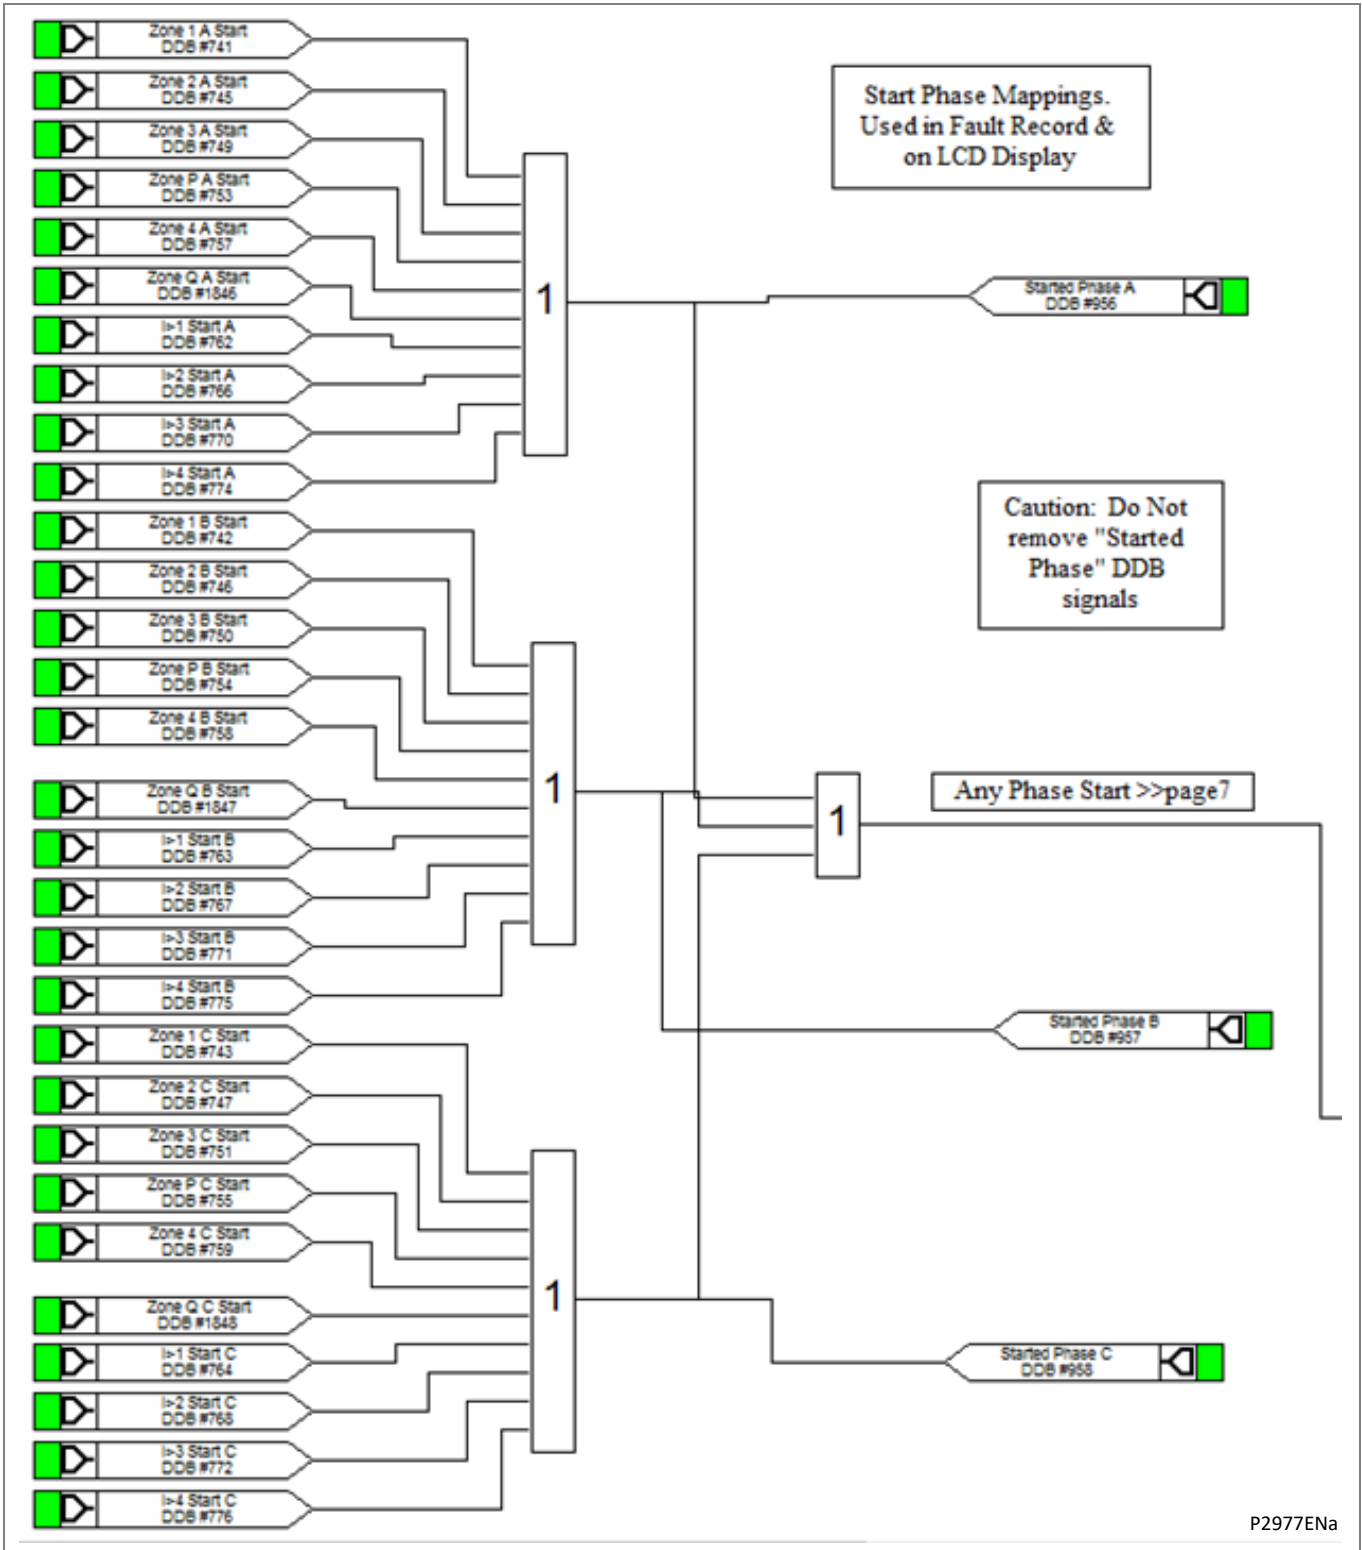 Zone 1 A Start
DDB #741
Zone 2 A Start
DDB #745
Zone 3 A Start
DDB #749
Zone P A Start
DDB #753
Zone 4 A Start
DDB #757
Zone Q A Start
DDB #1846
I>1 Start A
DDB #762
I>2 Start A
DDB #766
I>3 Start A
DDB #770
I>4 Start A
DDB #774
1
Start Phase Mappings.
Used in Fault Record &
on LCD Display
Started Phase A
DDB #956
Caution: Do Not
remove "Started
Phase" DDB
signals
Zone 1 B Start
DDB #742
Zone 2 B Start
DDB #746
Zone 3 B Start
DDB #750
Zone P B Start
DDB #754
Zone 4 B Start
DDB #758
Zone Q B Start
DDB #1847
I>1 Start B
DDB #763
I>2 Start B
DDB #767
I>3 Start B
DDB #771
I>4 Start B
DDB #775
1
1
Any Phase Start >>page7
Started Phase B
DDB #957
Zone 1 C Start
DDB #743
Zone 2 C Start
DDB #747
Zone 3 C Start
DDB #751
Zone P C Start
DDB #755
Zone 4 C Start
DDB #759
Zone Q C Start
DDB #1848
I>1 Start C
DDB #764
I>2 Start C
DDB #768
I>3 Start C
DDB #772
I>4 Start C
DDB #776
1
Started Phase C
DDB #958
P2977ENa